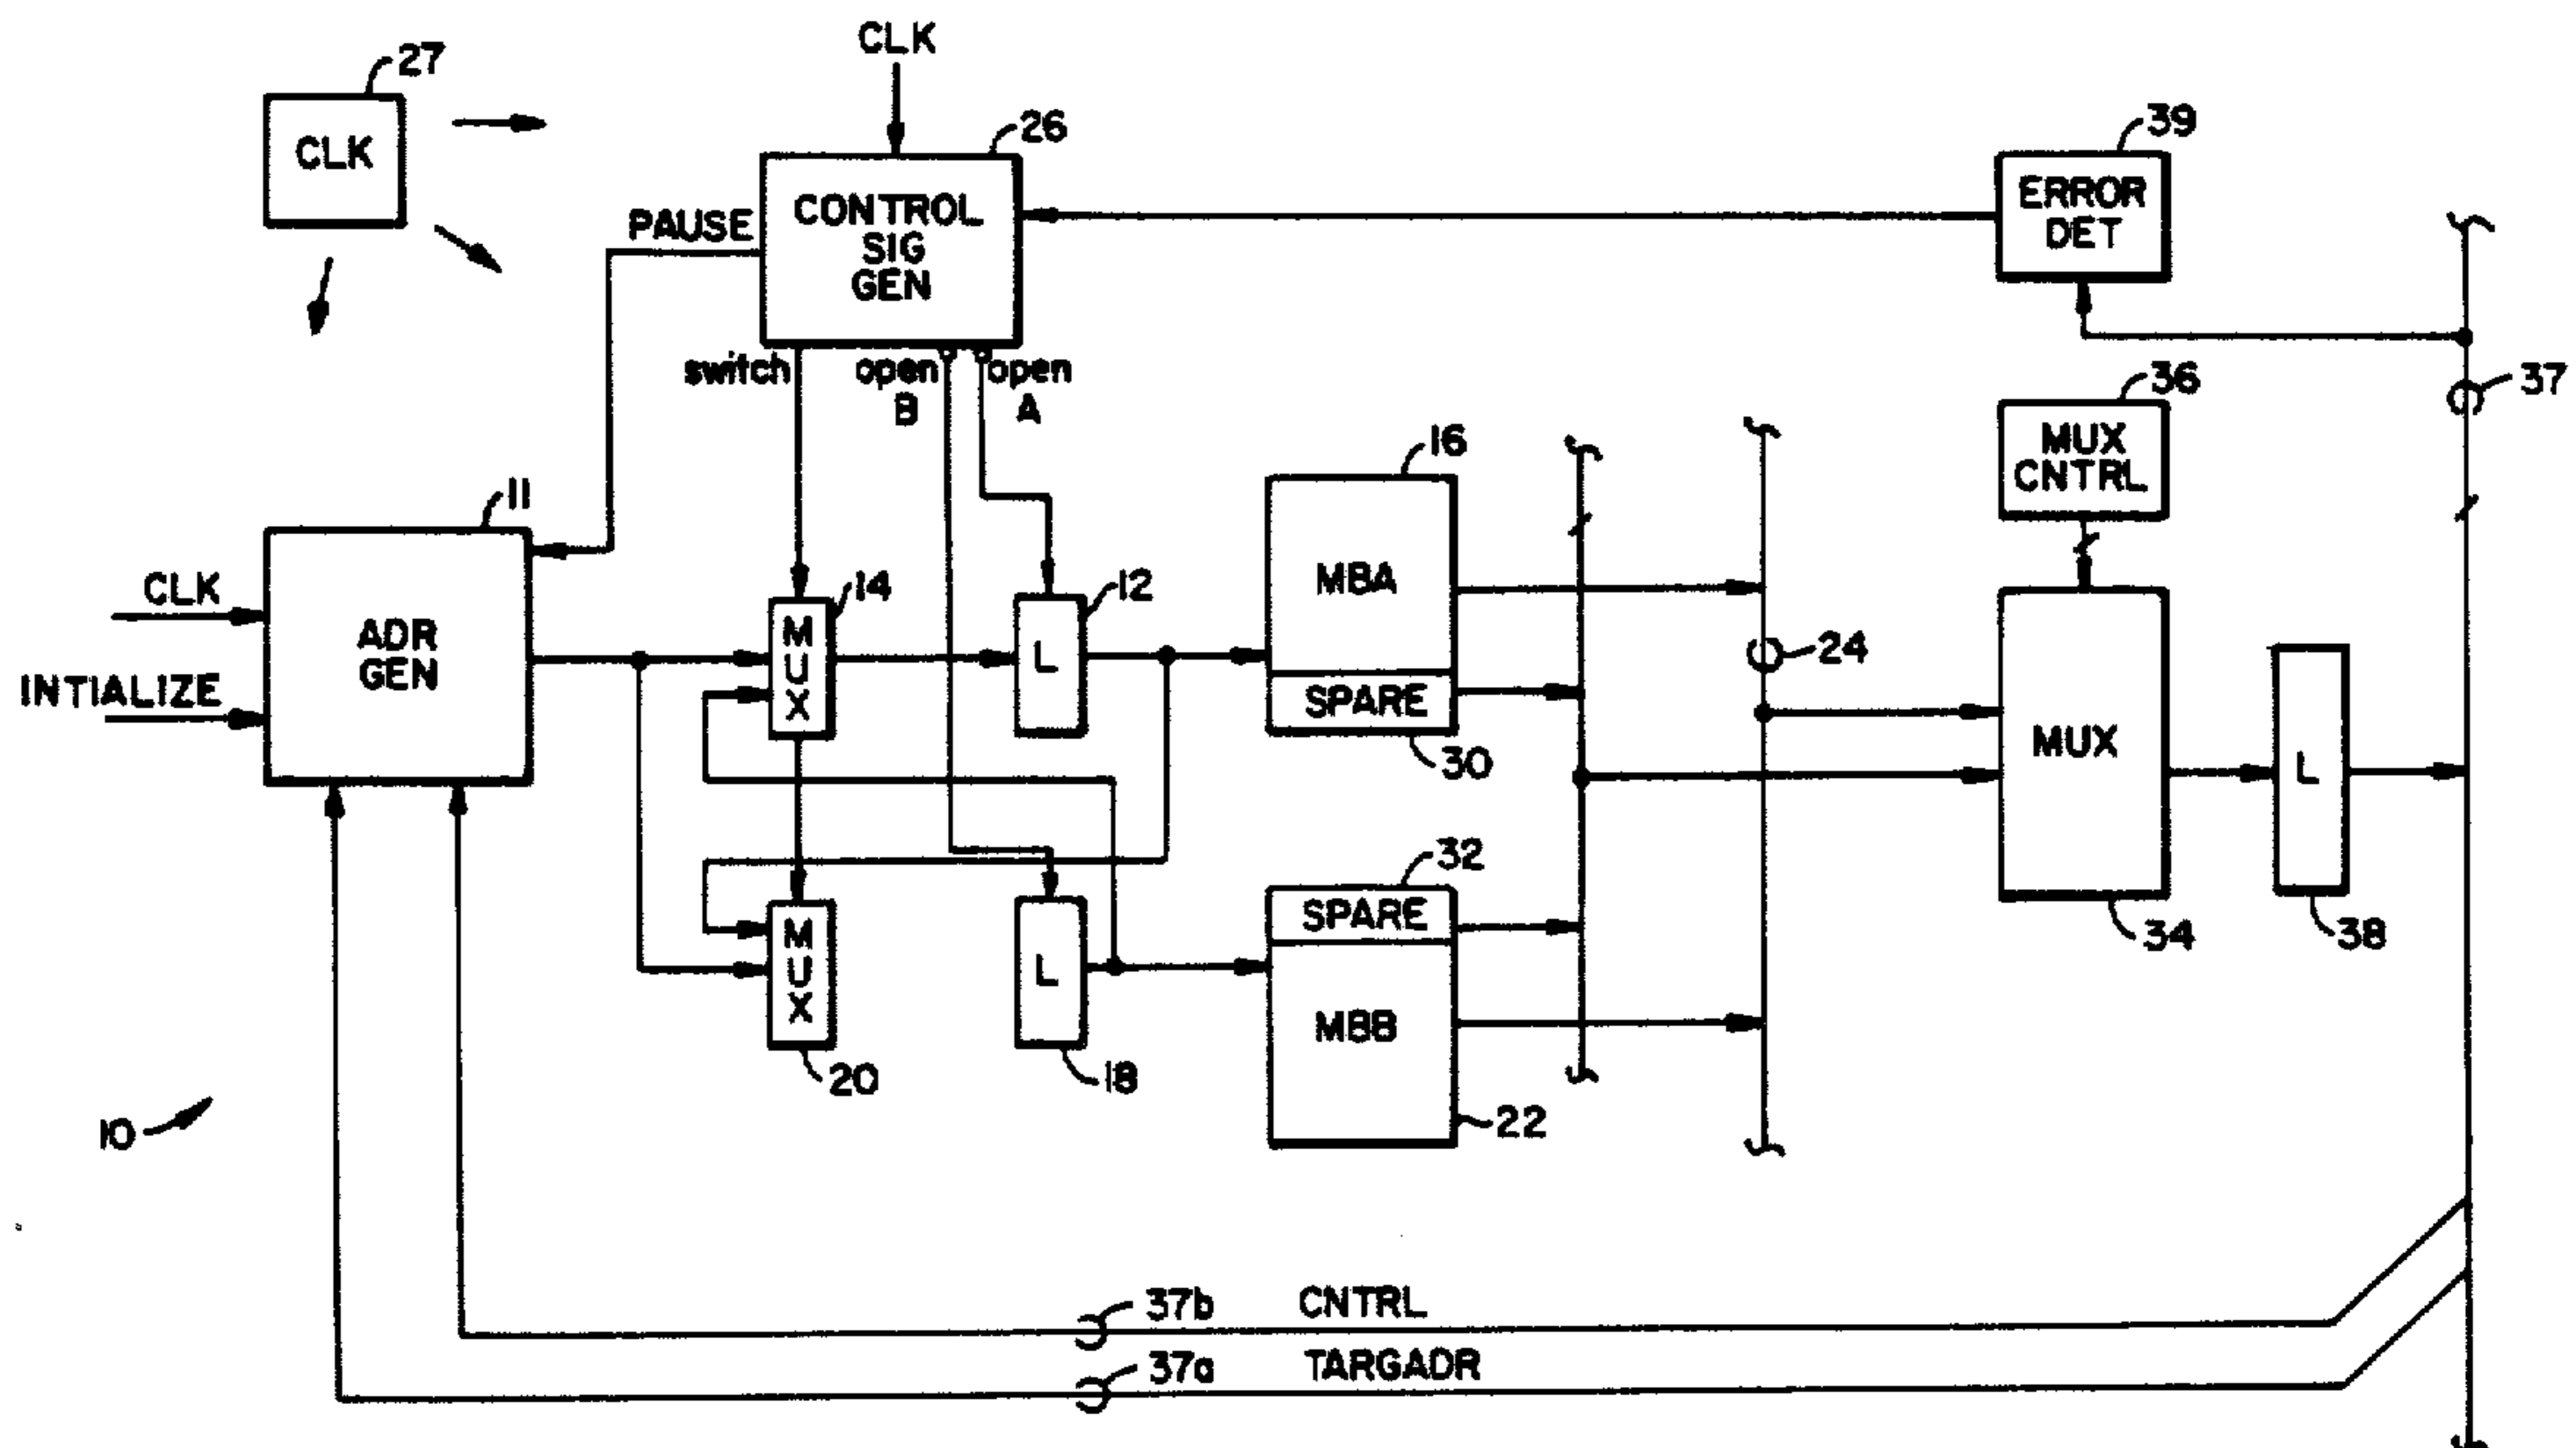 CLK
27
CLK
26
CONTROL
SIG
GEN
PAUSE
switch
open
B
open
A
39
ERROR
DET
37
36
MUX
CNTRL
11
CLK
INTIALIZE
ADR
GEN
14
M
U
X
12
L
16
MBA
SPARE
30
24
MUX
34
L
38
M
U
X
20
L
18
32
SPARE
MBB
22
10
37b
CNTRL
37a
TARGADR